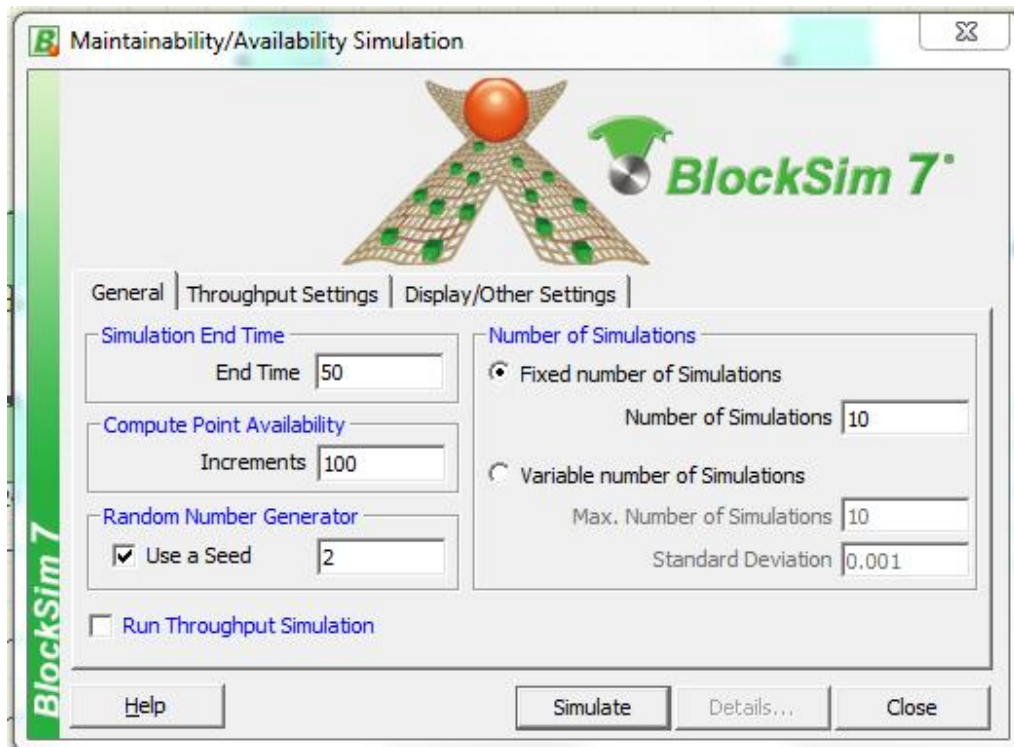 Maintainability/Availability Simulation
BlockSim 7
General
Throughput Settings
Display/Other Settings
Simulation End Time
End Time 50
Compute Point Availability
Increments 100
Random Number Generator
Use a Seed 2
Run Throughput Simulation
Number of Simulations
Fixed number of Simulations
Number of Simulations 10
Variable number of Simulations
Max. Number of Simulations 10
Standard Deviation 0.001
BlockSim 7
Help
Simulate
Details...
Close